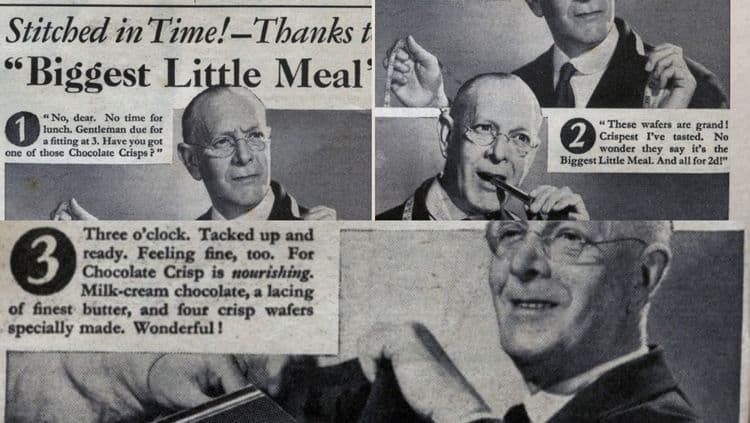 Stitched in Time!—Thanks t
"Biggest Little Meal"
1
"No, dear. No time for
lunch. Gentleman due for
a fitting at 3. Have you got
one of those Chocolate Crisps?"
2
"These wafers are grand!
Crispest I've tasted. No
wonder they say it's the
Biggest Little Meal. And all for 2d!"
3
Three o'clock. Tacked up and
ready. Feeling fine, too. For
Chocolate Crisp is nourishing.
Milk-cream chocolate, a lacing
of finest butter, and four crisp wafers
specially made. Wonderful!